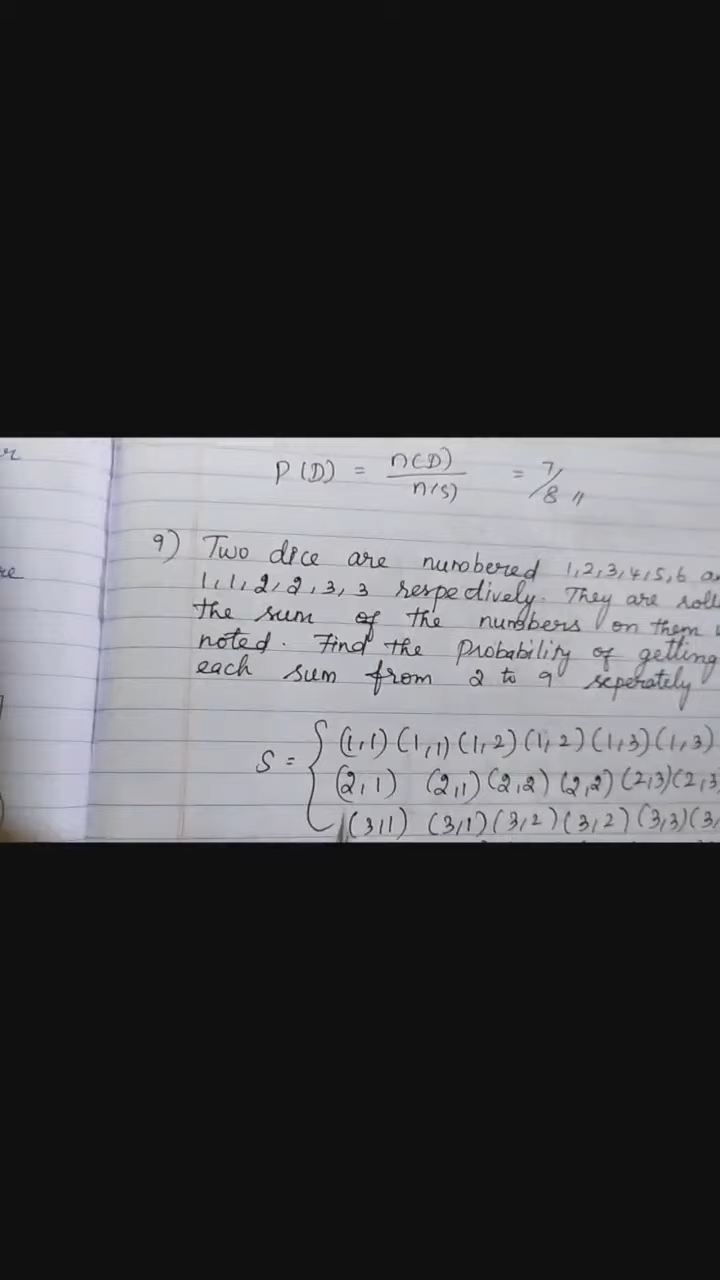 P(D) = n(D)/n(s) = 7/8 //
9) Two dice are numbered 1,2,3,4,5,6
1,1,2,2,3,3 respectively. They are
the sum of the numbers on them
noted. Find the Probability of getting
each sum from 2 to 9 seperately
S = { (1,1) (1,1) (1,2) (1,2) (1,3) (1,3)
(2,1) (2,1) (2,2) (2,2) (2,3) (2,3
(3,1) (3,1) (3,2) (3,2) (3,3) (3,